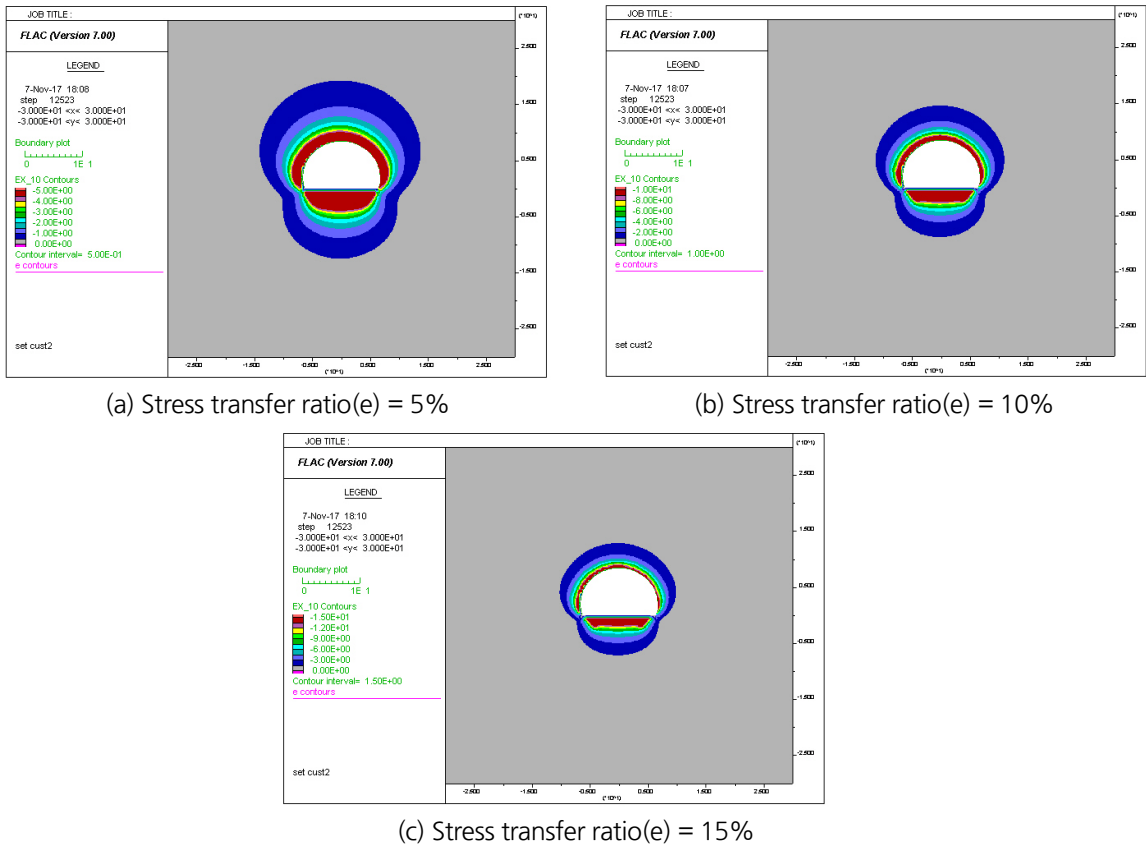 JOB TITLE :
FLAC (Version 7.00)
LEGEND
7-Nov-17 18:08
step 12523
-3.000E+01 <x< 3.000E+01
-3.000E+01 <y< 3.000E+01
Boundary plot
0 1E 1
EX_10 Contours
-5.00E+00
-4.00E+00
-3.00E+00
-2.00E+00
-1.00E+00
0.00E+00
Contour interval= 5.00E-01
e contours
set cust2
(*10^1)
2.500
1.500
0.500
-0.500
-1.500
-2.500
-2.500 -1.500 -0.500 0.500 1.500 2.500
(*10^1)
(a) Stress transfer ratio(e) = 5%
JOB TITLE :
FLAC (Version 7.00)
LEGEND
7-Nov-17 18:07
step 12523
-3.000E+01 <x< 3.000E+01
-3.000E+01 <y< 3.000E+01
Boundary plot
0 1E 1
EX_10 Contours
-1.00E+01
-8.00E+00
-6.00E+00
-4.00E+00
-2.00E+00
0.00E+00
Contour interval= 1.00E+00
e contours
set cust2
(*10^1)
2.500
1.500
0.500
-0.500
-1.500
-2.500
-2.500 -1.500 -0.500 0.500 1.500 2.500
(*10^1)
(b) Stress transfer ratio(e) = 10%
JOB TITLE :
FLAC (Version 7.00)
LEGEND
7-Nov-17 18:10
step 12523
-3.000E+01 <x< 3.000E+01
-3.000E+01 <y< 3.000E+01
Boundary plot
0 1E 1
EX_10 Contours
-1.50E+01
-1.20E+01
-9.00E+00
-6.00E+00
-3.00E+00
0.00E+00
Contour interval= 1.50E+00
e contours
set cust2
(*10^1)
2.500
1.500
0.500
-0.500
-1.500
-2.500
-2.500 -1.500 -0.500 0.500 1.500 2.500
(*10^1)
(c) Stress transfer ratio(e) = 15%